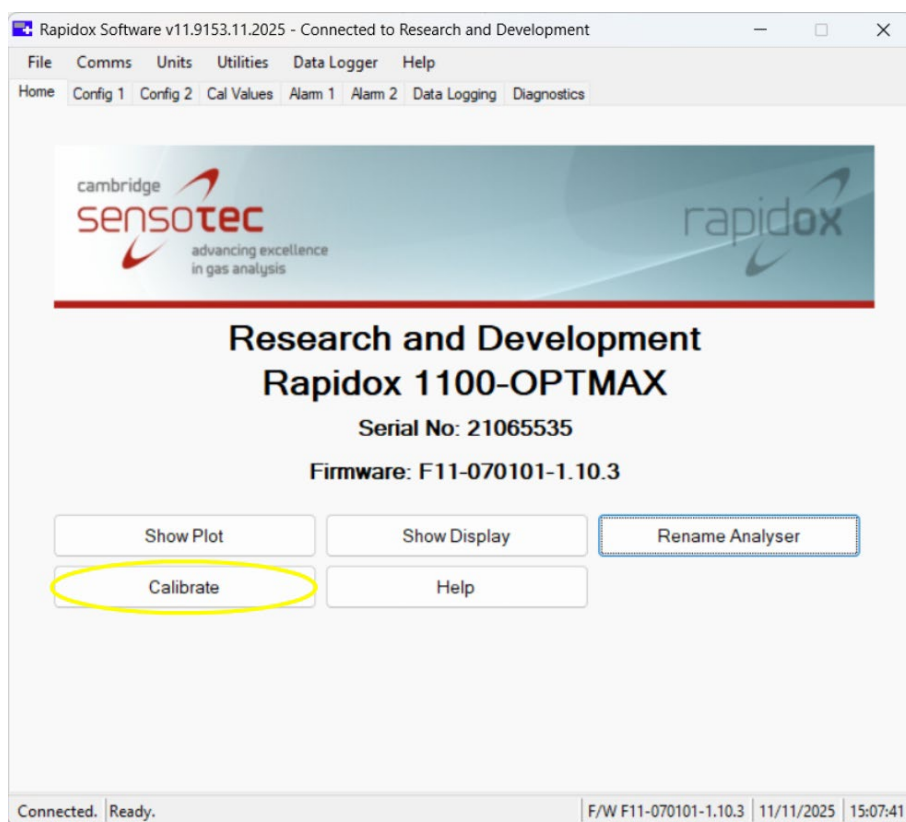 Rapidox Software v11.9153.11.2025 - Connected to Research and Development
File Comms Units Utilities Data Logger Help
Home Config 1 Config 2 Cal Values Alarm 1 Alarm 2 Data Logging Diagnostics
cambridge
sensotec
advancing excellence
in gas analysis
rapidox
Research and Development
Rapidox 1100-OPTMAX
Serial No: 21065535
Firmware: F11-070101-1.10.3
Show Plot Show Display Rename Analyser
Calibrate Help
Connected. Ready. F/W F11-070101-1.10.3 11/11/2025 15:07:41